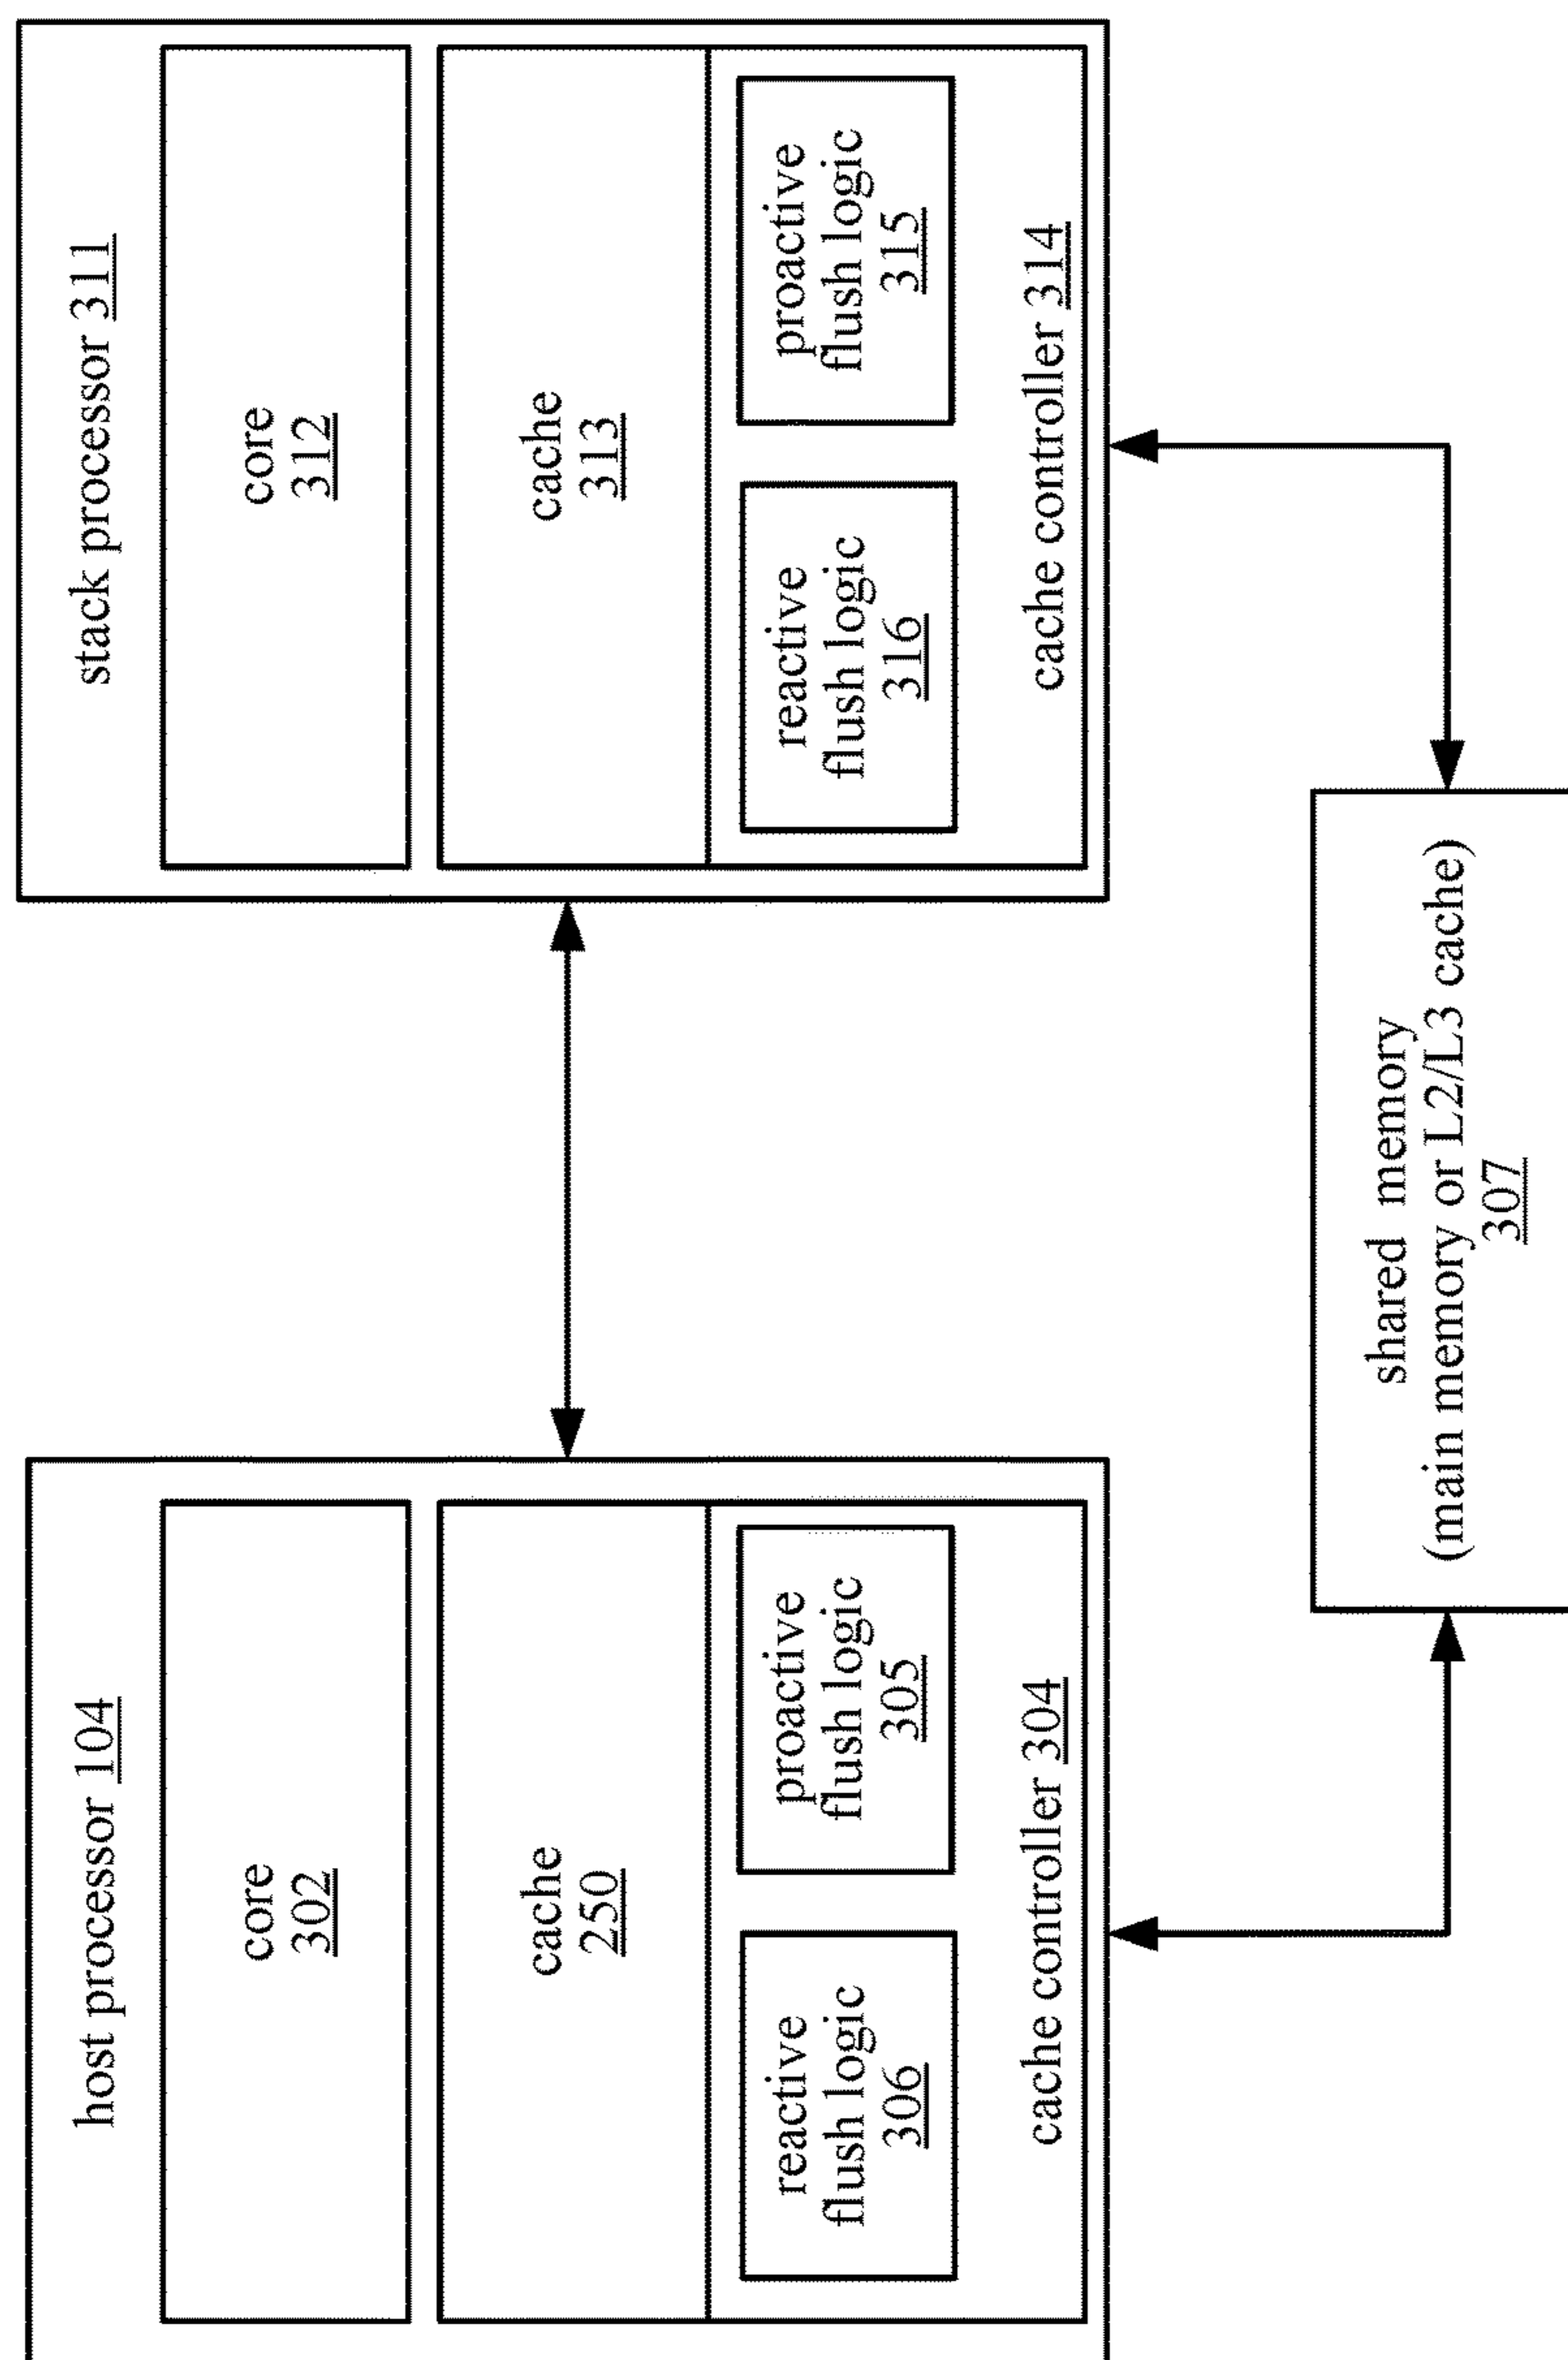 host processor 104
core
302
cache
250
reactive
flush logic
306
proactive
flush logic
305
cache controller 304
stack processor 311
core
312
cache
313
reactive
flush logic
316
proactive
flush logic
315
cache controller 314
shared memory
(main memory or L2/L3 cache)
307